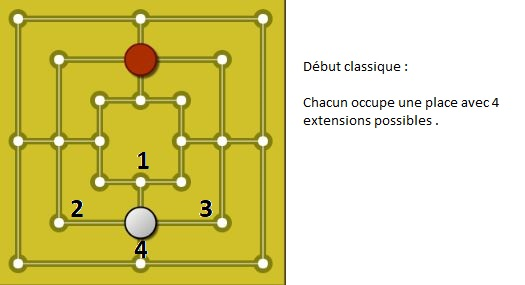 Début classique :
Chacun occupe une place avec 4
extensions possibles .
1
2
3
4